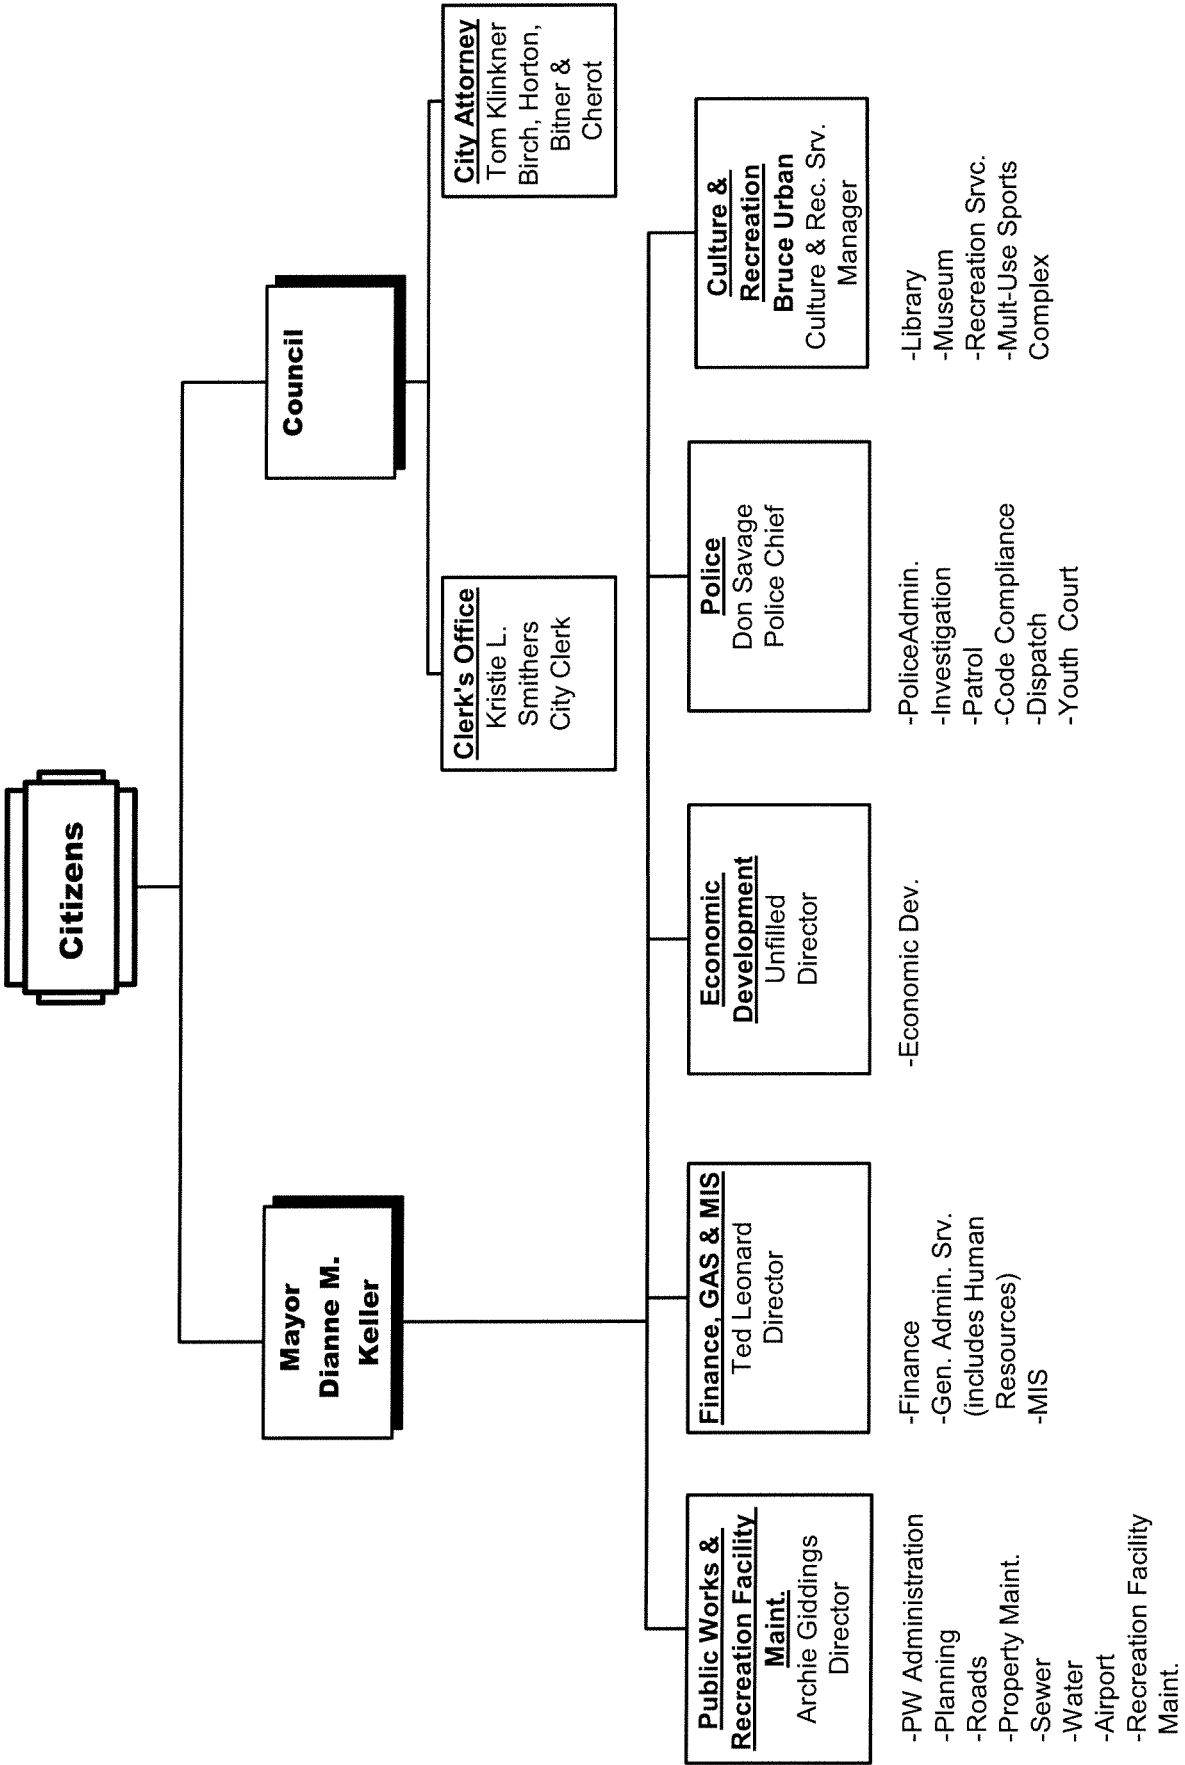 Citizens
Mayor
Dianne M.
Keller
Council
Clerk's Office
Kristie L.
Smithers
City Clerk
City Attorney
Tom Klinkner
Birch, Horton,
Bitner &
Cherot
Public Works &
Recreation Facility
Maint.
Archie Giddings
Director
-PW Administration
-Planning
-Roads
-Property Maint.
-Sewer
-Water
-Airport
-Recreation Facility
Maint.
Finance, GAS & MIS
Ted Leonard
Director
-Finance
-Gen. Admin. Srv.
(includes Human
Resources)
-MIS
Economic
Development
Unfilled
Director
-Economic Dev.
Police
Don Savage
Police Chief
-PoliceAdmin.
-Investigation
-Patrol
-Code Compliance
-Dispatch
-Youth Court
Culture &
Recreation
Bruce Urban
Culture & Rec. Srv.
Manager
-Library
-Museum
-Recreation Srvc.
-Mult-Use Sports
Complex